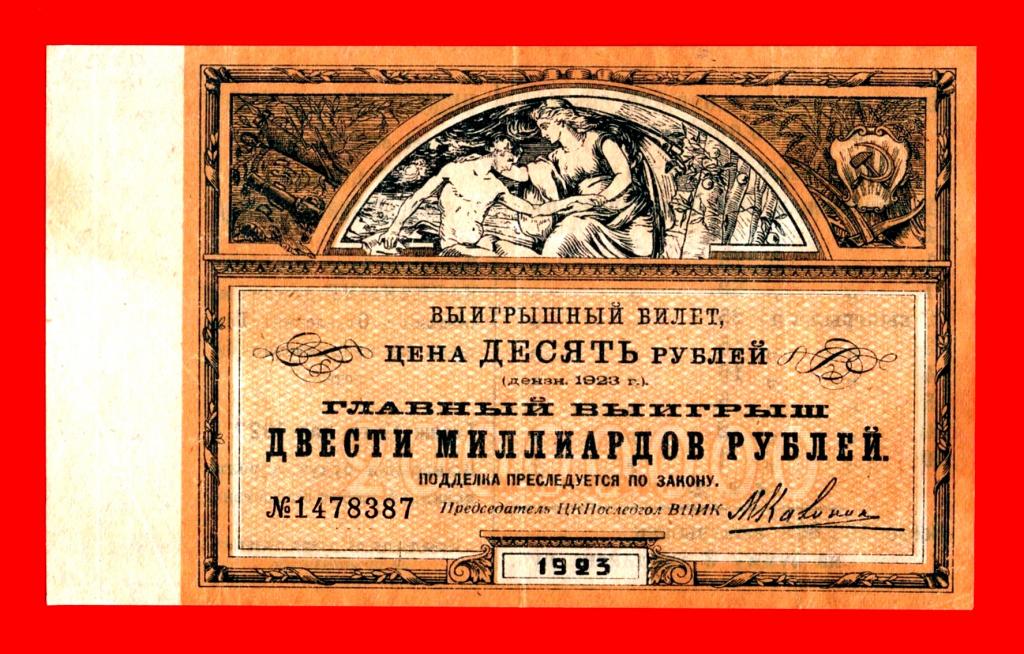 ВЫИГРЫШНЫЙ БИЛЕТ,
ЦЕНА ДЕСЯТЬ РУБЛЕЙ
(дензн. 1923 г.).
ГЛАВНЫЙ ВЫИГРЫШ
ДВЕСТИ МИЛЛИАРДОВ РУБЛЕЙ.
ПОДДЕЛКА ПРЕСЛЕДУЕТСЯ ПО ЗАКОНУ.
№1478387 Председатель ЦКПоследгол ВЦИК МКалинин
1923